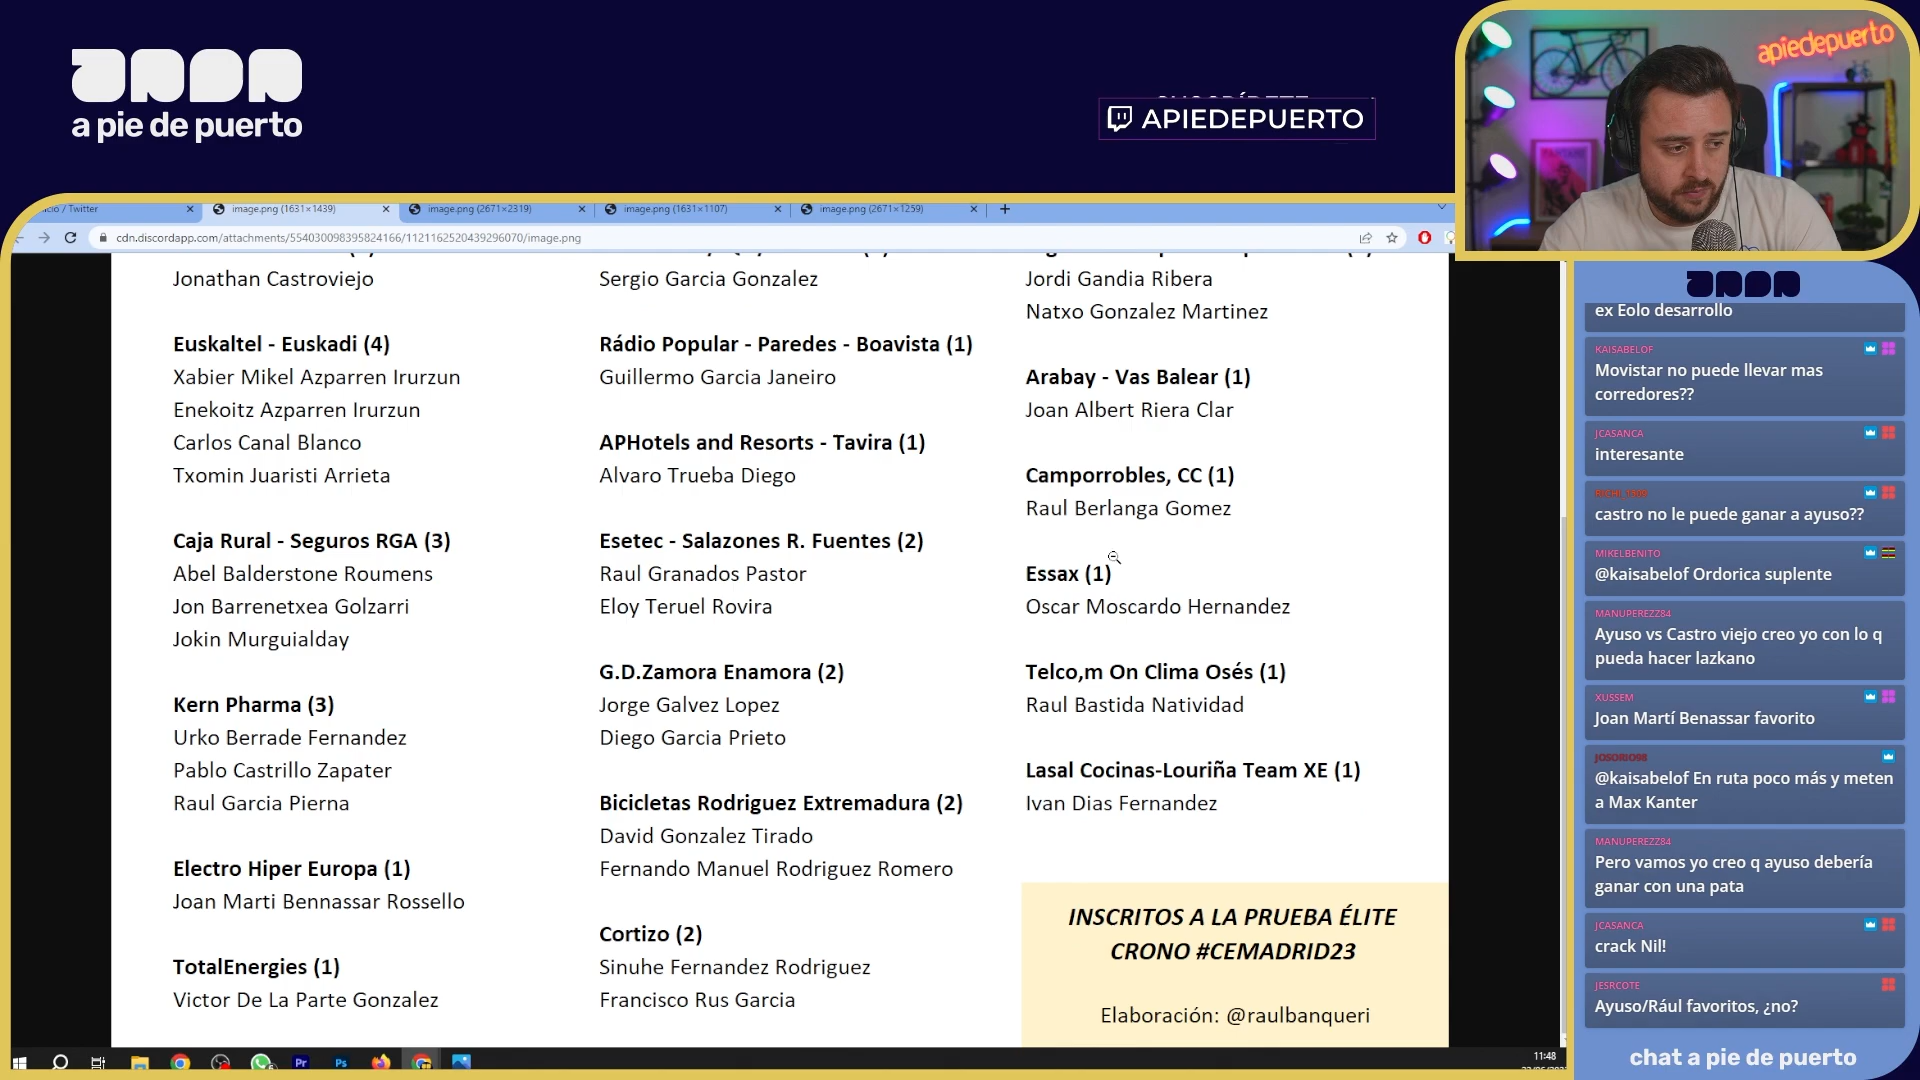 a pie de puerto
APIEDEPUERTO
apiedepuerto
/ Twitter
image.png (1631×1439)
image.png (2671×2319)
image.png (1631×1107)
image.png (2671×1259)
cdn.discordapp.com/attachments/554030098395824166/1121162520439296070/image.png
Jonathan Castroviejo
Euskaltel - Euskadi (4)
Xabier Mikel Azparren Irurzun
Enekoitz Azparren Irurzun
Carlos Canal Blanco
Txomin Juaristi Arrieta
Caja Rural - Seguros RGA (3)
Abel Balderstone Roumens
Jon Barrenetxea Golzarri
Jokin Murguialday
Kern Pharma (3)
Urko Berrade Fernandez
Pablo Castrillo Zapater
Raul Garcia Pierna
Electro Hiper Europa (1)
Joan Marti Bennassar Rossello
TotalEnergies (1)
Victor De La Parte Gonzalez
Sergio Garcia Gonzalez
Rádio Popular - Paredes - Boavista (1)
Guillermo Garcia Janeiro
APHotels and Resorts - Tavira (1)
Alvaro Trueba Diego
Esetec - Salazones R. Fuentes (2)
Raul Granados Pastor
Eloy Teruel Rovira
G.D.Zamora Enamora (2)
Jorge Galvez Lopez
Diego Garcia Prieto
Bicicletas Rodriguez Extremadura (2)
David Gonzalez Tirado
Fernando Manuel Rodriguez Romero
Cortizo (2)
Sinuhe Fernandez Rodriguez
Francisco Rus Garcia
Jordi Gandia Ribera
Natxo Gonzalez Martinez
Arabay - Vas Balear (1)
Joan Albert Riera Clar
Camporrobles, CC (1)
Raul Berlanga Gomez
Essax (1)
Oscar Moscardo Hernandez
Telco,m On Clima Osés (1)
Raul Bastida Natividad
Lasal Cocinas-Louriña Team XE (1)
Ivan Dias Fernandez
INSCRITOS A LA PRUEBA ÉLITE
CRONO #CEMADRID23
Elaboración: @raulbanqueri
ex Eolo desarrollo
KAISABELOF
Movistar no puede llevar mas
corredores??
JCASANCA
interesante
castro no le puede ganar a ayuso??
MIKELBENITO
@kaisabelof Ordorica suplente
MANUPEREZZ84
Ayuso vs Castro viejo creo yo con lo q
pueda hacer lazkano
XUSSEM
Joan Martí Benassar favorito
JOSORIO98
@kaisabelof En ruta poco más y meten
a Max Kanter
MANUPEREZZ84
Pero vamos yo creo q ayuso debería
ganar con una pata
JCASANCA
crack Nil!
JESRCOTE
Ayuso/Rául favoritos, ¿no?
chat a pie de puerto
Pr
Ps
11:48